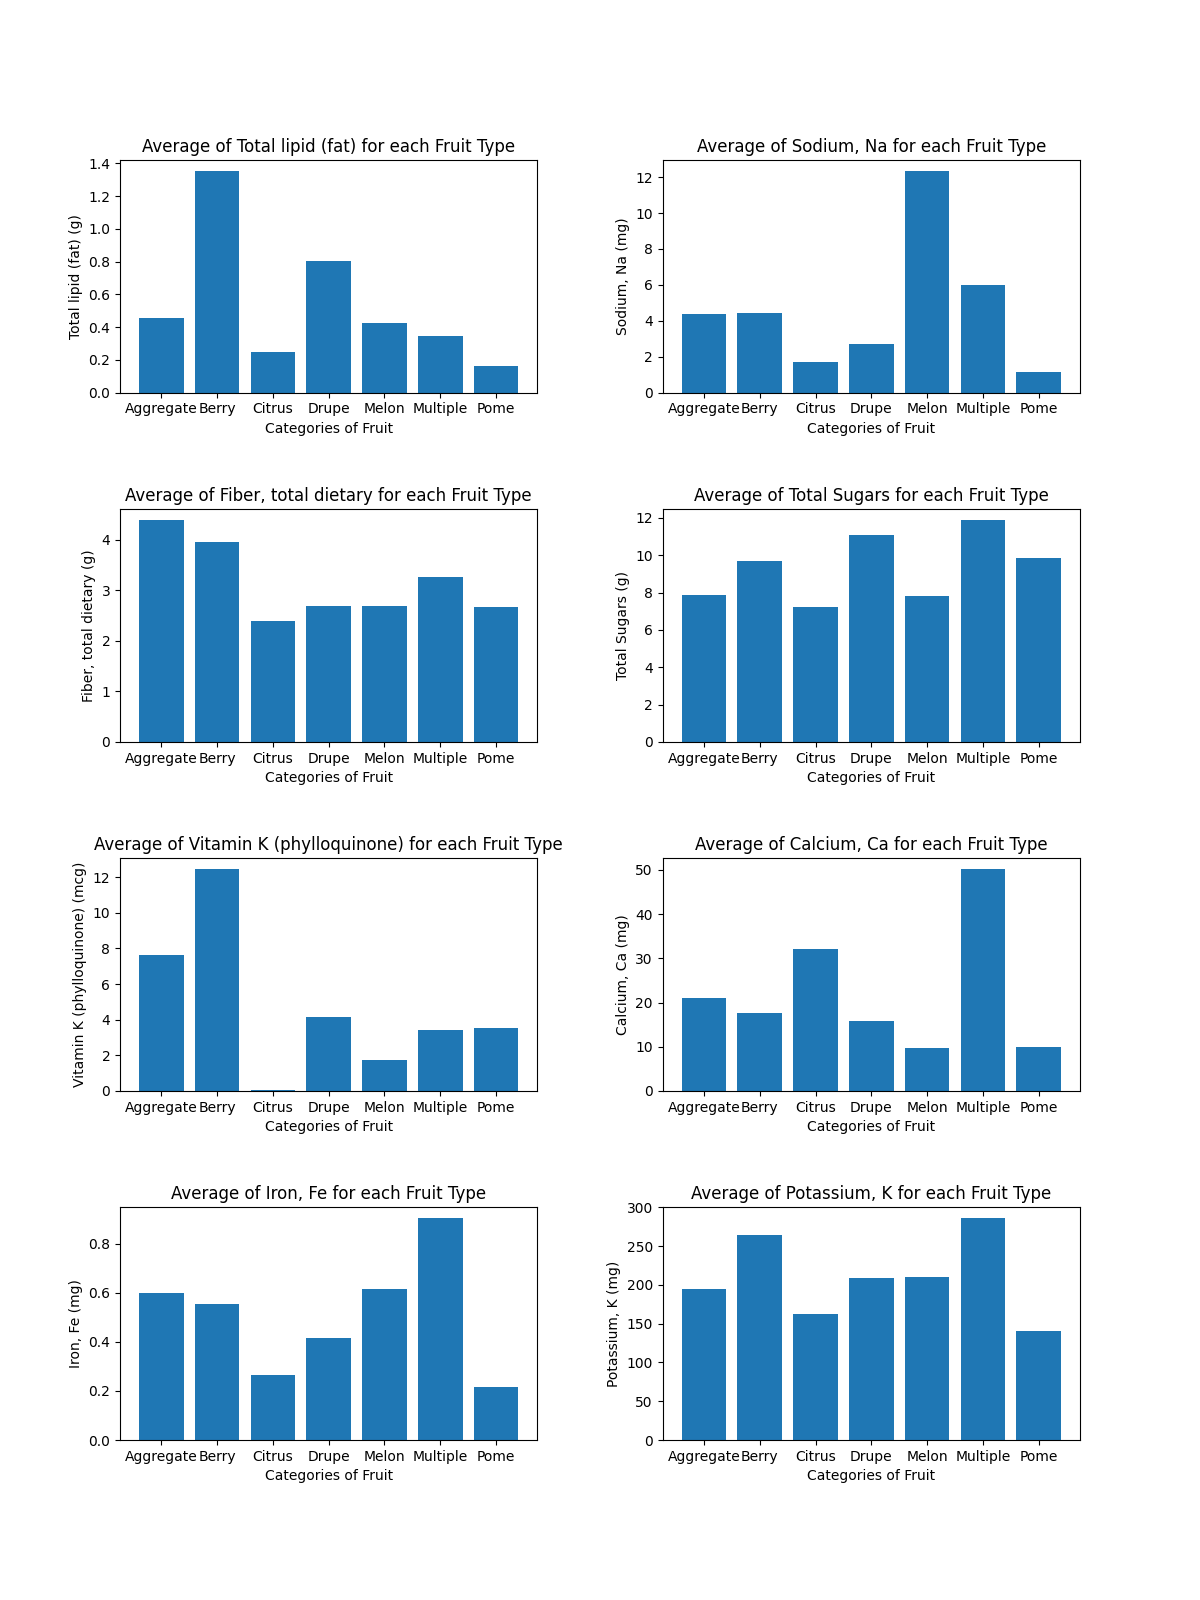 Average of Total lipid (fat) for each Fruit Type
Total lipid (fat) (g)
1.4
1.2
1.0
0.8
0.6
0.4
0.2
0.0
Aggregate Berry Citrus Drupe Melon Multiple Pome
Categories of Fruit
Average of Sodium, Na for each Fruit Type
Sodium, Na (mg)
12
10
8
6
4
2
0
Aggregate Berry Citrus Drupe Melon Multiple Pome
Categories of Fruit
Average of Fiber, total dietary for each Fruit Type
Fiber, total dietary (g)
4
3
2
1
0
Aggregate Berry Citrus Drupe Melon Multiple Pome
Categories of Fruit
Average of Total Sugars for each Fruit Type
Total Sugars (g)
12
10
8
6
4
2
0
Aggregate Berry Citrus Drupe Melon Multiple Pome
Categories of Fruit
Average of Vitamin K (phylloquinone) for each Fruit Type
Vitamin K (phylloquinone) (mcg)
12
10
8
6
4
2
0
Aggregate Berry Citrus Drupe Melon Multiple Pome
Categories of Fruit
Average of Calcium, Ca for each Fruit Type
Calcium, Ca (mg)
50
40
30
20
10
0
Aggregate Berry Citrus Drupe Melon Multiple Pome
Categories of Fruit
Average of Iron, Fe for each Fruit Type
Iron, Fe (mg)
0.8
0.6
0.4
0.2
0.0
Aggregate Berry Citrus Drupe Melon Multiple Pome
Categories of Fruit
Average of Potassium, K for each Fruit Type
Potassium, K (mg)
300
250
200
150
100
50
0
Aggregate Berry Citrus Drupe Melon Multiple Pome
Categories of Fruit